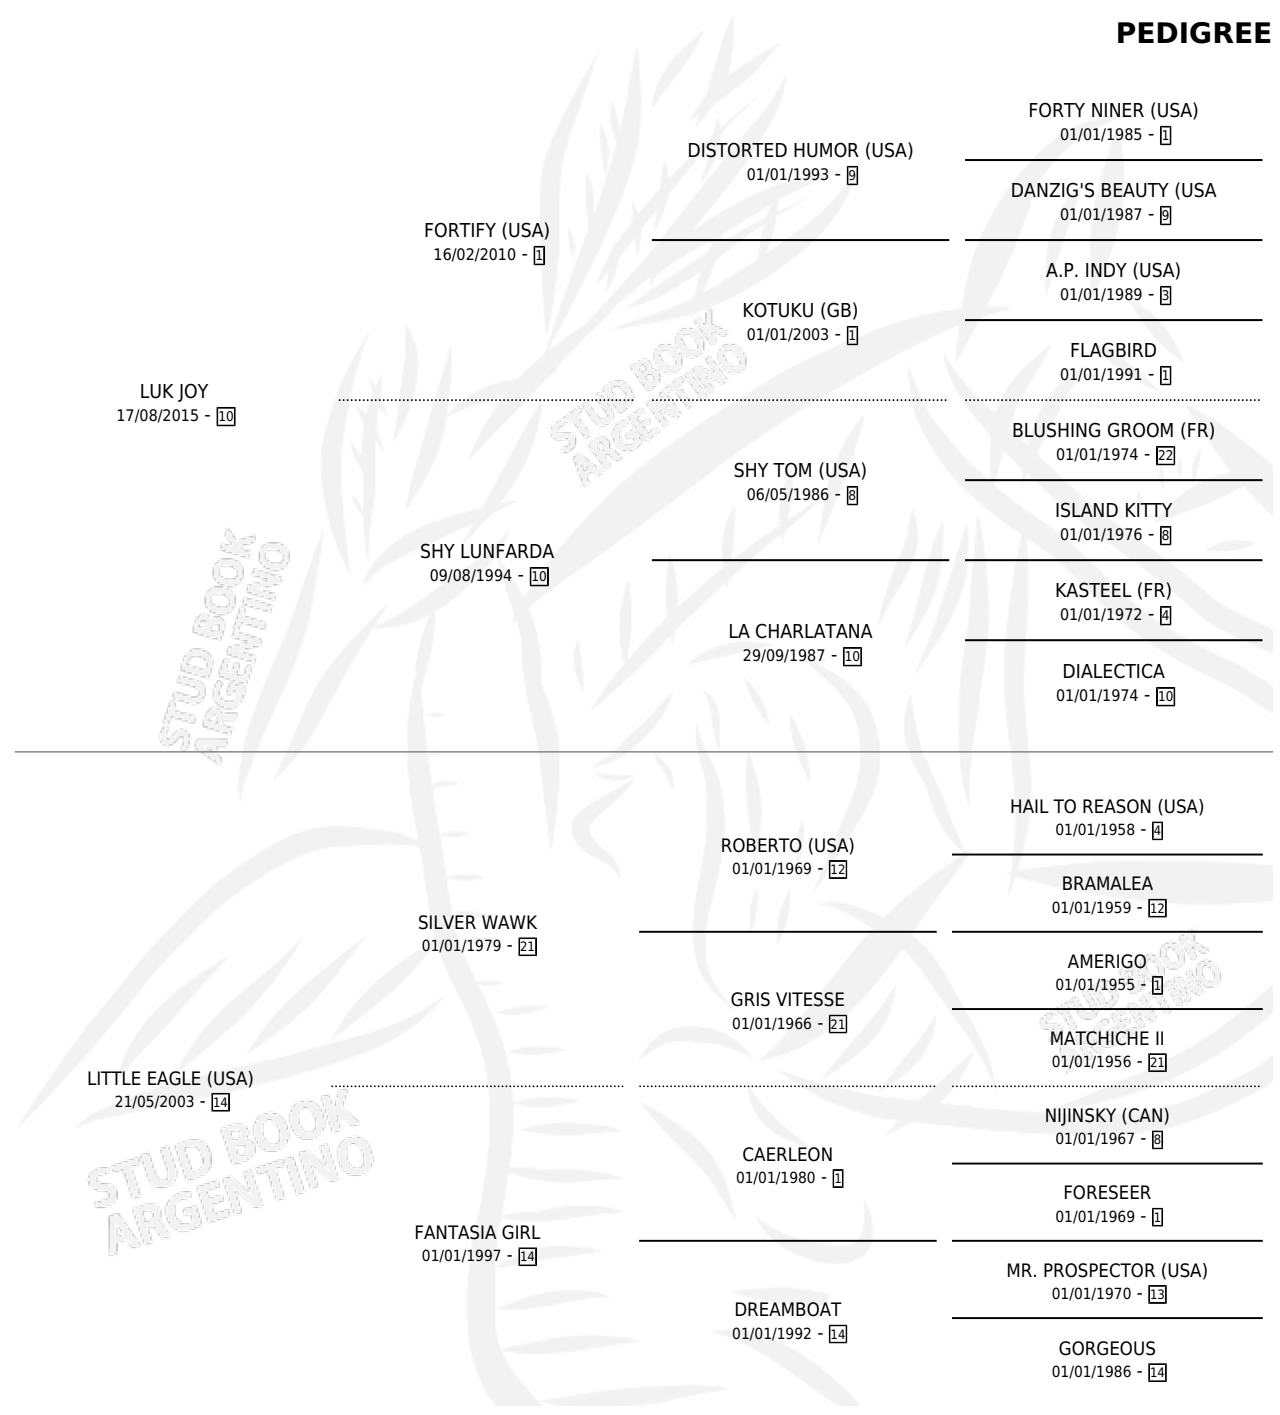 PEDIGREE
FORTY NINER (USA)
01/01/1985 - 1
DISTORTED HUMOR (USA)
01/01/1993 - 9
DANZIG'S BEAUTY (USA
01/01/1987 - 9
FORTIFY (USA)
16/02/2010 - 1
A.P. INDY (USA)
01/01/1989 - 3
KOTUKU (GB)
01/01/2003 - 1
FLAGBIRD
01/01/1991 - 1
LUK JOY
17/08/2015 - 10
BLUSHING GROOM (FR)
01/01/1974 - 22
SHY TOM (USA)
06/05/1986 - 8
ISLAND KITTY
01/01/1976 - 8
SHY LUNFARDA
09/08/1994 - 10
KASTEEL (FR)
01/01/1972 - 4
LA CHARLATANA
29/09/1987 - 10
DIALECTICA
01/01/1974 - 10
HAIL TO REASON (USA)
01/01/1958 - 4
ROBERTO (USA)
01/01/1969 - 12
BRAMALEA
01/01/1959 - 12
SILVER WAWK
01/01/1979 - 21
AMERIGO
01/01/1955 - 1
GRIS VITESSE
01/01/1966 - 21
MATCHICHE II
01/01/1956 - 21
LITTLE EAGLE (USA)
21/05/2003 - 14
NIJINSKY (CAN)
01/01/1967 - 8
CAERLEON
01/01/1980 - 1
FORESEER
01/01/1969 - 1
FANTASIA GIRL
01/01/1997 - 14
MR. PROSPECTOR (USA)
01/01/1970 - 13
DREAMBOAT
01/01/1992 - 14
GORGEOUS
01/01/1986 - 14
STUD BOOK
ARGENTINO
STUD BOOK
ARGENTINO
STUD BOOK
ARGENTINO
STUD BOOK
ARGENTINO